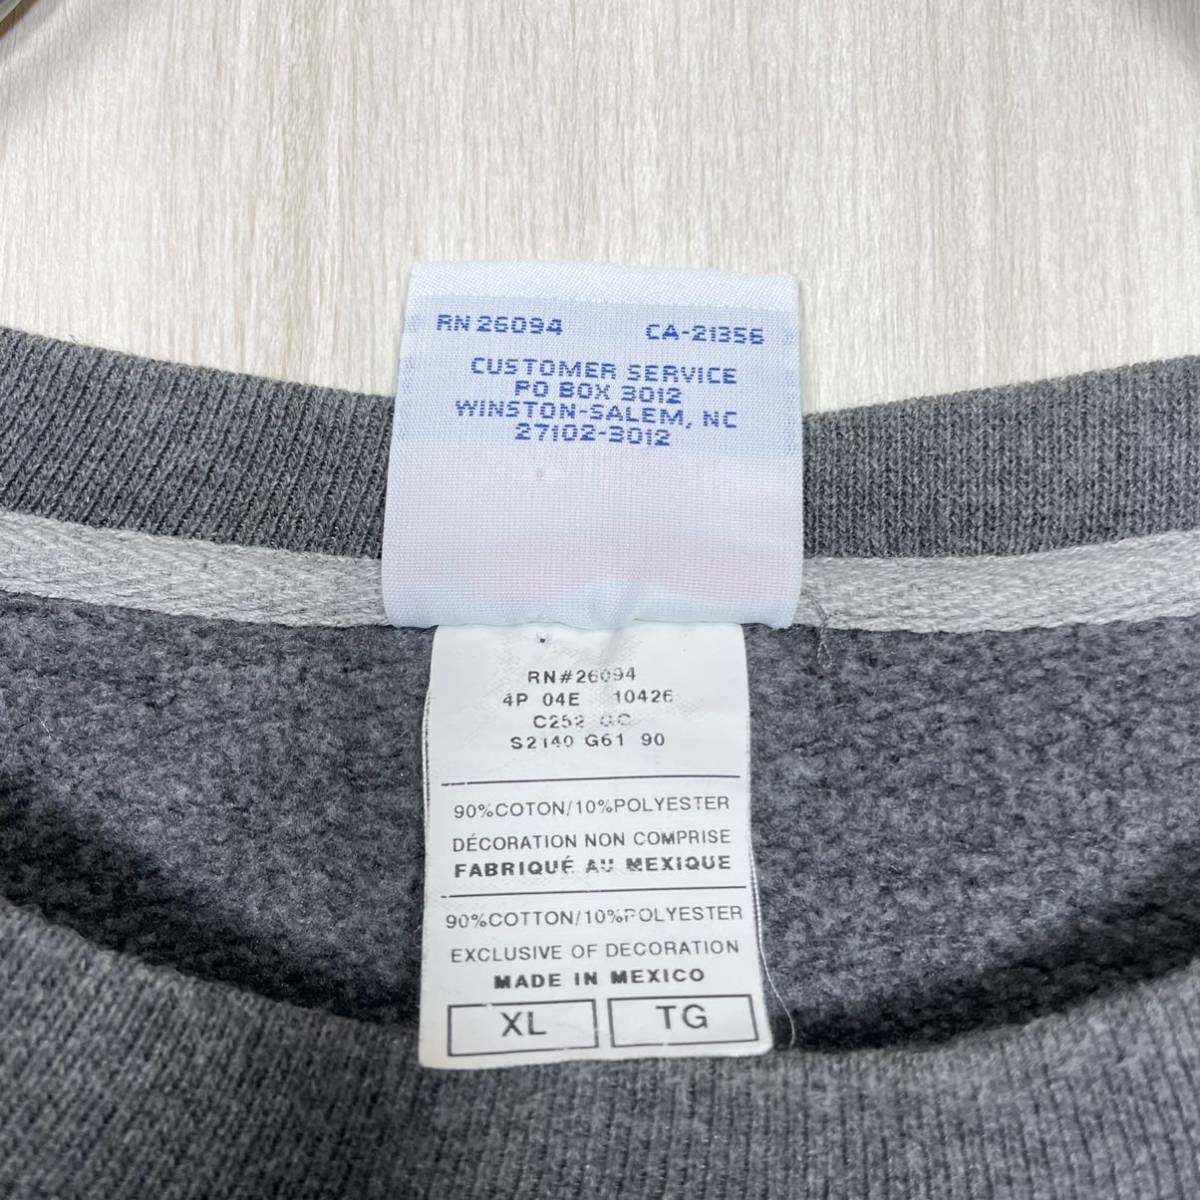 RN 26094 CA-21356
CUSTOMER SERVICE
PO BOX 3012
WINSTON-SALEM, NC
27102-3012
RN#26094
4P 04E 10426
C252 GC
S2140 G61 90
90%COTON/10%POLYESTER
DÉCORATION NON COMPRISE
FABRIQUÉ AU MEXIQUE
90%COTTON/10%POLYESTER
EXCLUSIVE OF DECORATION
MADE IN MEXICO
XL TG